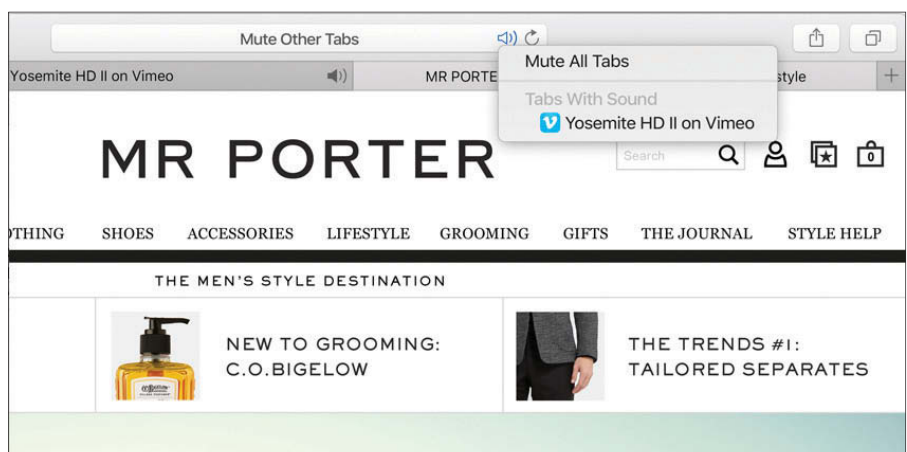 Mute Other Tabs
Mute All Tabs
Yosemite HD II on Vimeo
MR PORTE
style
Tabs With Sound
Yosemite HD II on Vimeo
MR PORTER
Search
0
OTHING SHOES ACCESSORIES LIFESTYLE GROOMING GIFTS THE JOURNAL STYLE HELP
THE MEN'S STYLE DESTINATION
NEW TO GROOMING:
C.O.BIGELOW
THE TRENDS #1:
TAILORED SEPARATES